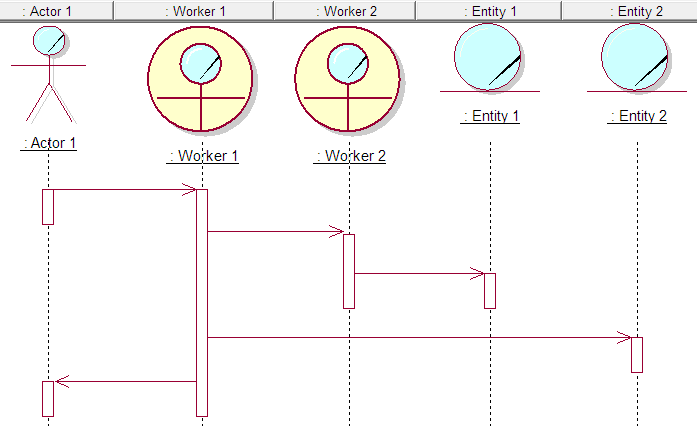 : Actor 1 : Worker 1 : Worker 2 : Entity 1 : Entity 2
: Entity 1 : Entity 2
: Actor 1
: Worker 1 : Worker 2